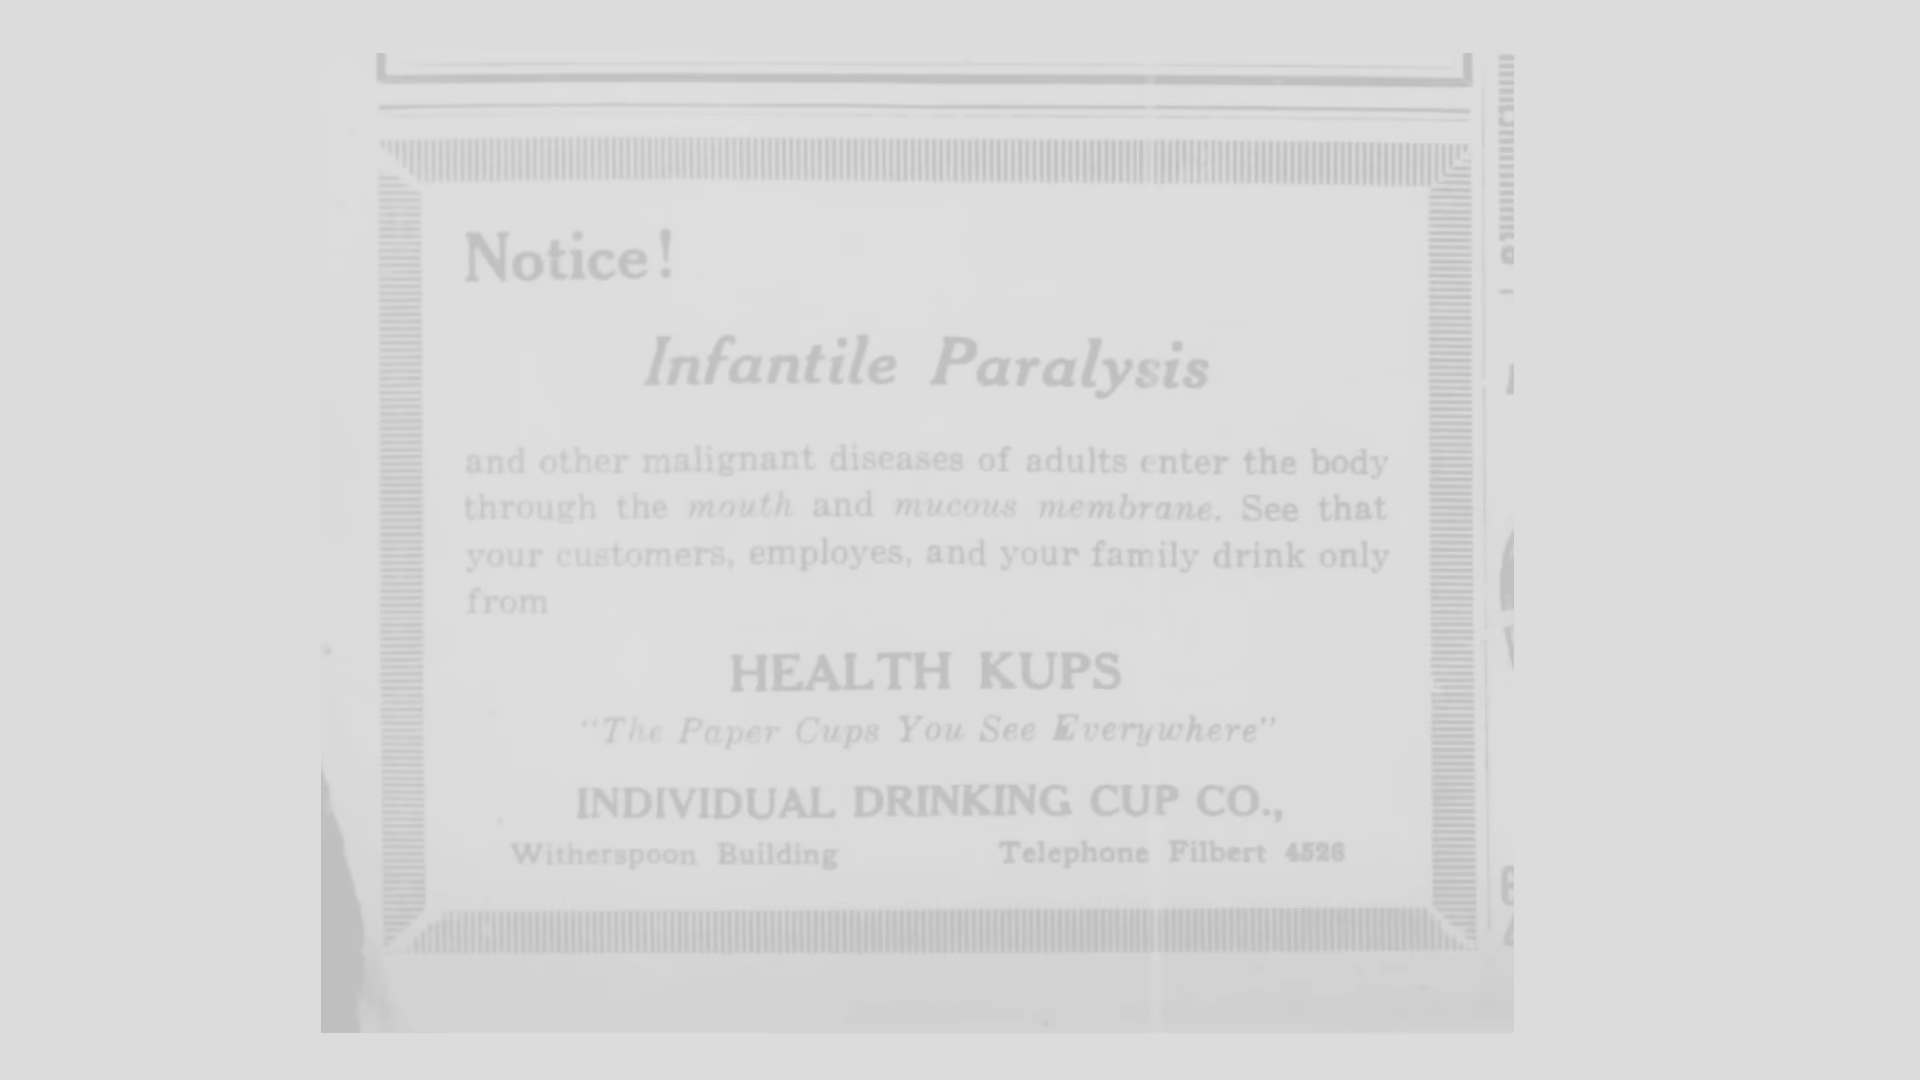 Notice!
Infantile Paralysis
and other malignant diseases of adults enter the body
through the mouth and mucous membrane. See that
your customers, employes, and your family drink only
from
HEALTH KUPS
"The Paper Cups You See Everywhere"
INDIVIDUAL DRINKING CUP CO.,
Witherspoon Building Telephone Filbert 4526